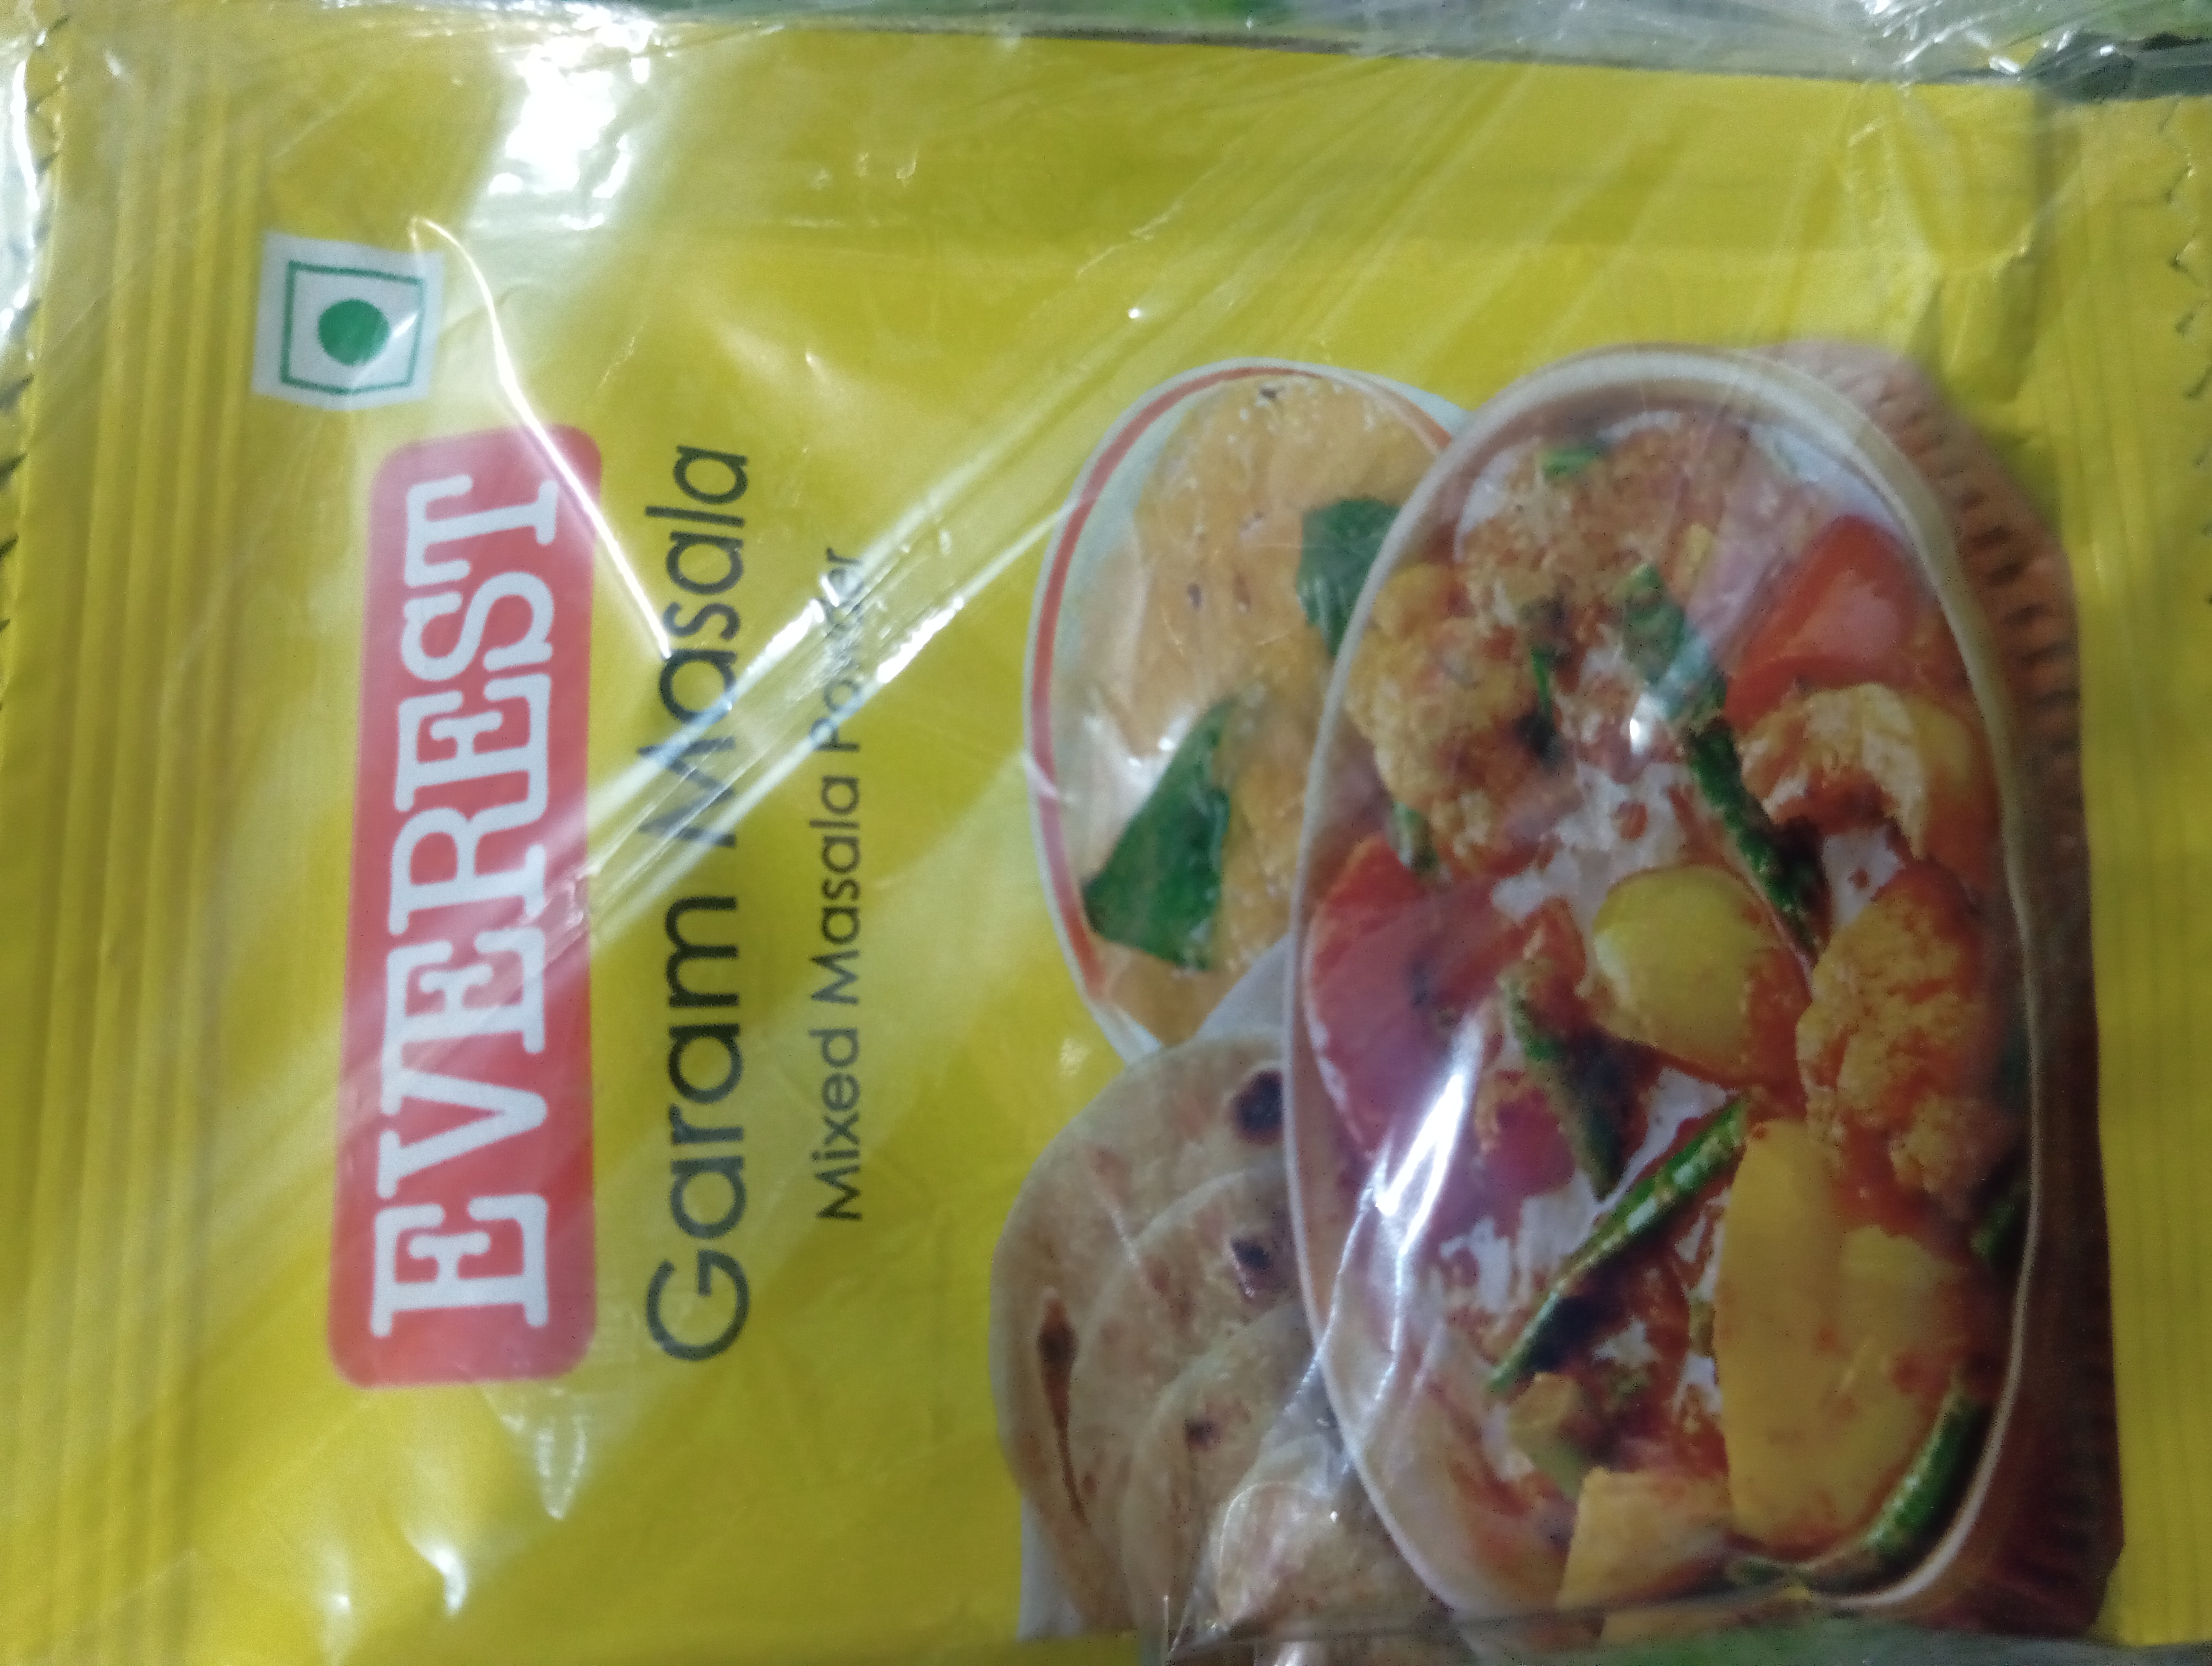 EVEREST
Garam Masala
Mixed Masala Powder